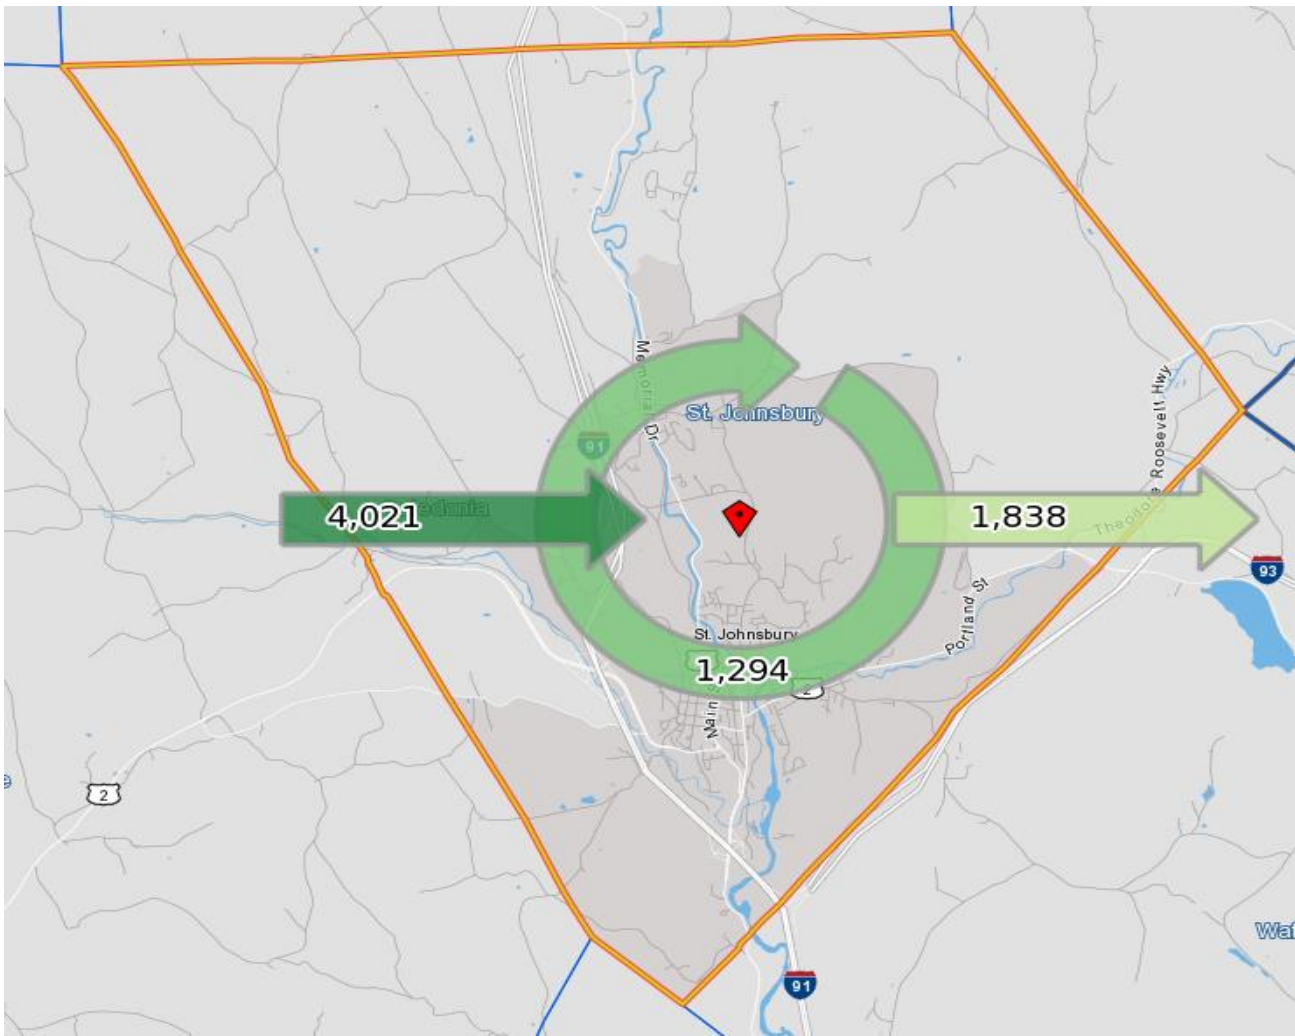 Memorial Dr
St. Johnsbury
91
Theodore Roosevelt Hwy
4,021
1,838
93
Portland St
St. Johnsbury
1,294
2
Main
2
91